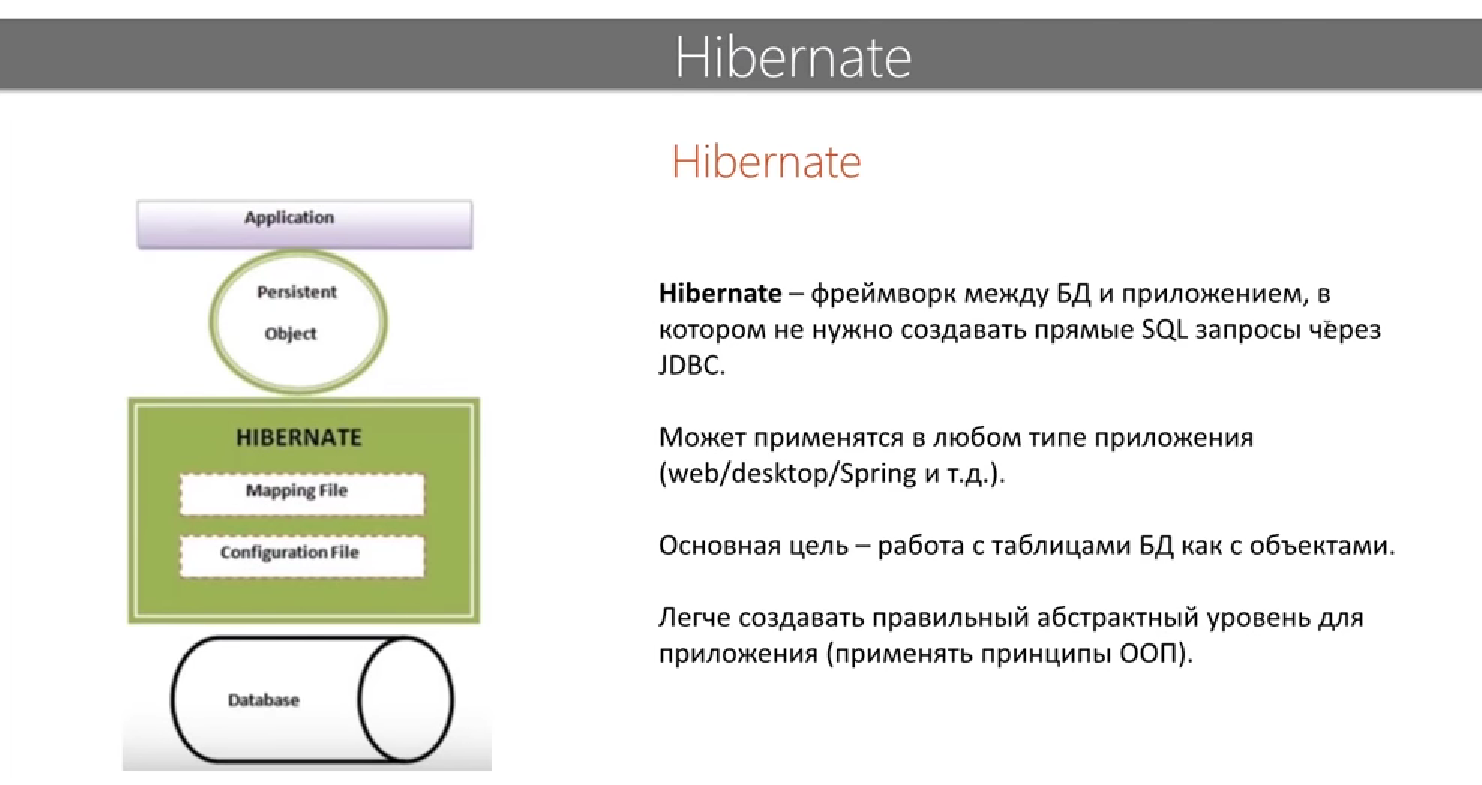 Hibernate
Hibernate
Application
Persistent
Object
HIBERNATE
Mapping File
Configuration File
Database
Hibernate – фреймворк между БД и приложением, в
котором не нужно создавать прямые SQL запросы через
JDBC.
Может применятся в любом типе приложения
(web/desktop/Spring и т.д.).
Основная цель – работа с таблицами БД как с объектами.
Легче создавать правильный абстрактный уровень для
приложения (применять принципы ООП).